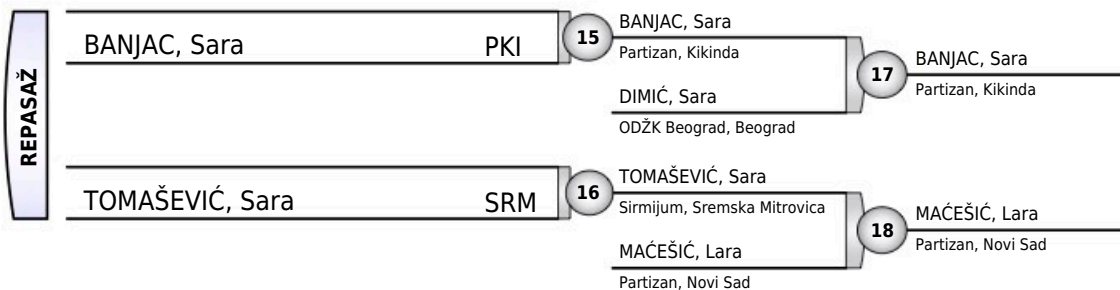 REPASAŽ
BANJAC, Sara PKI
15
BANJAC, Sara
Partizan, Kikinda
DIMIĆ, Sara
ODŽK Beograd, Beograd
17
BANJAC, Sara
Partizan, Kikinda
TOMAŠEVIĆ, Sara SRM
16
TOMAŠEVIĆ, Sara
Sirmijum, Sremska Mitrovica
MAĆEŠIĆ, Lara
Partizan, Novi Sad
18
MAĆEŠIĆ, Lara
Partizan, Novi Sad